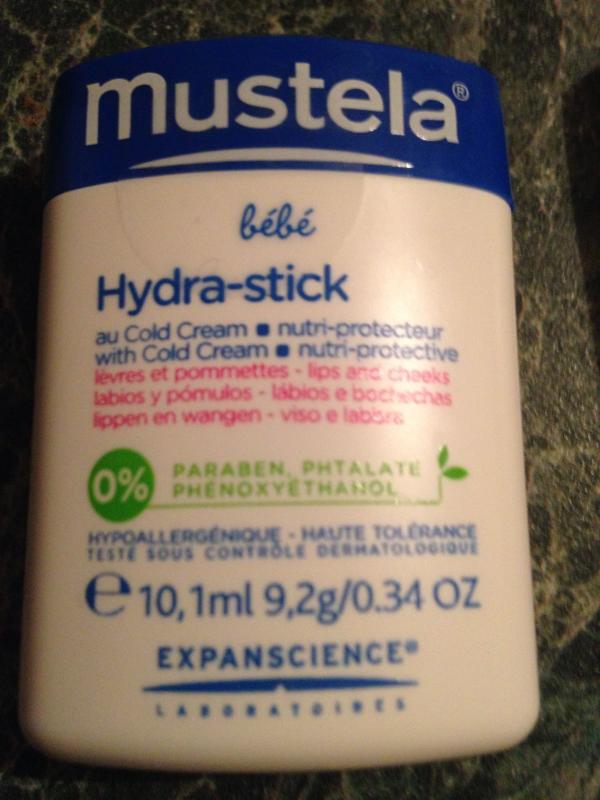 mustela®
bébé
Hydra-stick
au Cold Cream ▪ nutri-protecteur
with Cold Cream ▪ nutri-protective
lèvres et pommettes - lips and cheeks
labios y pómulos - lábios e bochechas
lippen en wangen - viso e labbra
0% PARABEN, PHTALATE
PHÉNOXYÉTHANOL
HYPOALLERGÉNIQUE - HAUTE TOLÉRANCE
TESTÉ SOUS CONTRÔLE DERMATOLOGIQUE
℮ 10,1ml 9,2g/0.34 OZ
EXPANSCIENCE®
LABORATOIRES